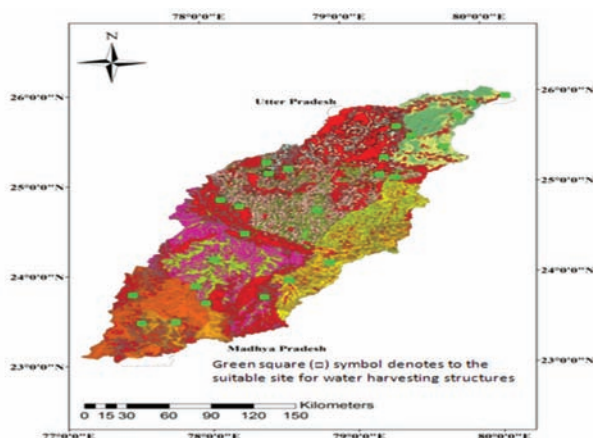 78°0'0"E 79°0'0"E 80°0'0"E
N
26°0'0"N 26°0'0"N
Utter Pradesh
25°0'0"N 25°0'0"N
24°0'0"N 24°0'0"N
23°0'0"N 23°0'0"N
Madhya Pradesh
Green square (□) symbol denotes to the
suitable site for water harvesting structures
Kilometers
0 15 30 60 90 120 150
77°0'0"E 78°0'0"E 79°0'0"E 80°0'0"E